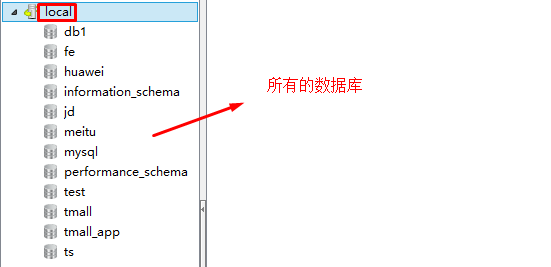 local
db1
fe
huawei
information_schema
jd
meitu
mysql
performance_schema
test
tmall
tmall_app
ts
所有的数据库